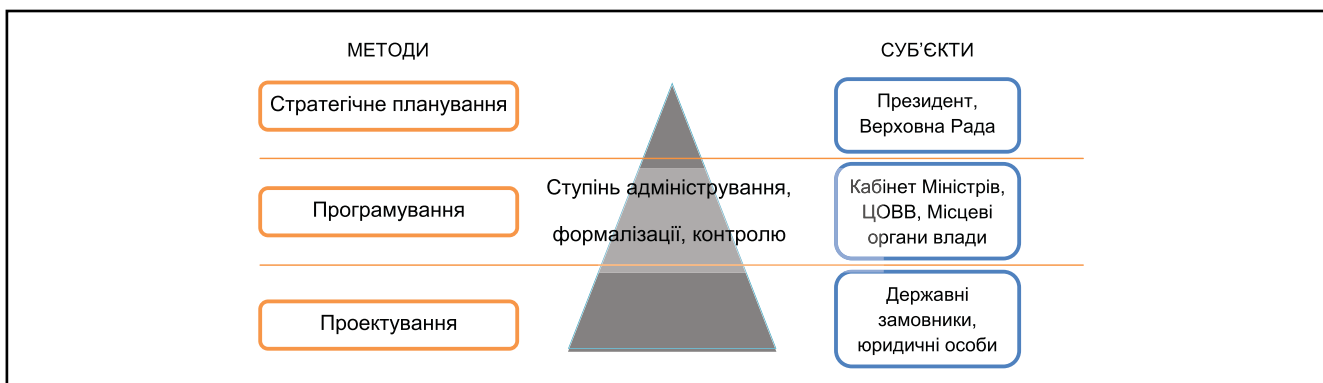 МЕТОДИ
СУБ’ЄКТИ
Стратегічне планування
Президент,
Верховна Рада
Програмування
Ступінь адміністрування,
формалізації, контролю
Кабінет Міністрів,
ЦОВВ, Місцеві
органи влади
Проектування
Державні
замовники,
юридичні особи